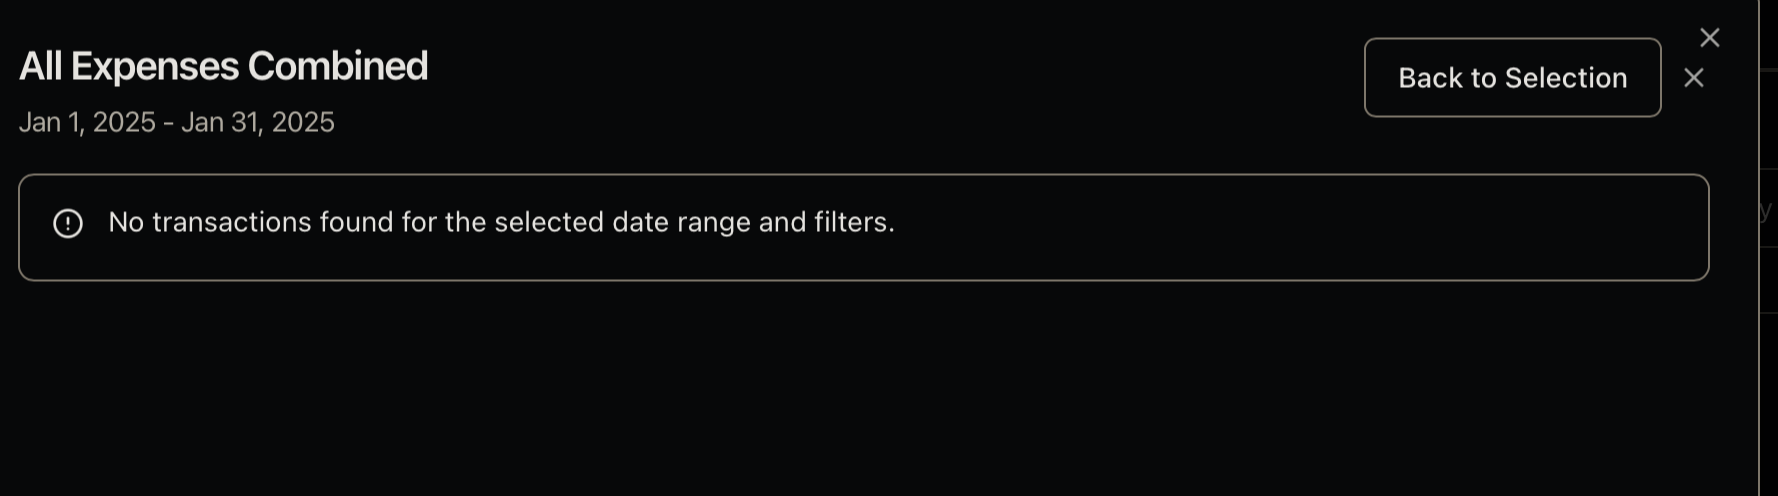 All Expenses Combined
Back to Selection
Jan 1, 2025 - Jan 31, 2025
No transactions found for the selected date range and filters.
y